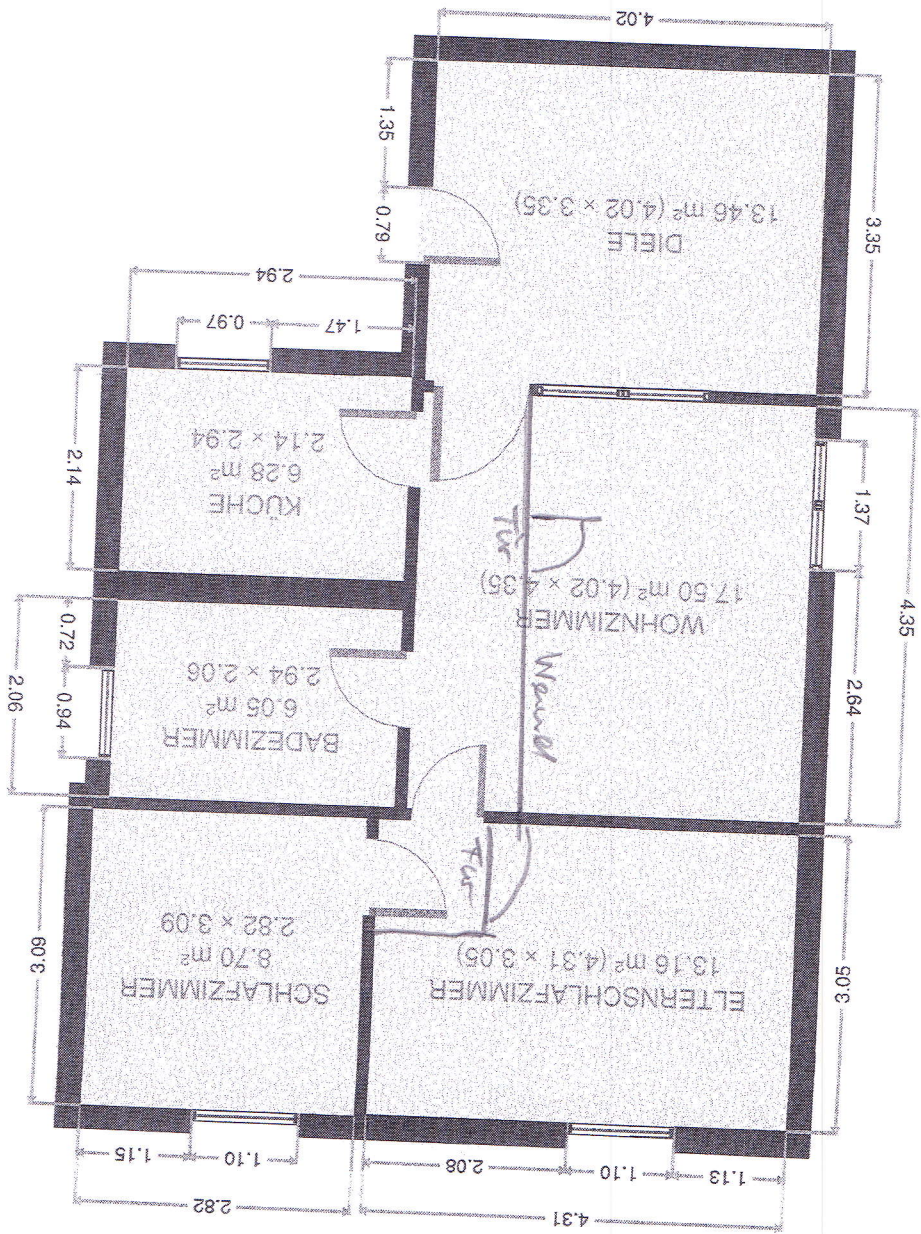 4.31
1.13
1.10
2.08
2.82
1.10
1.15
3.05
ELTERNSCHLAFZIMMER
13.16 m² (4.31 × 3.05)
Tür
SCHLAFZIMMER
8.70 m²
2.82 × 3.09
3.09
4.35
2.64
1.37
WOHNZIMMER
17.50 m² (4.02 × 4.35)
Wand
Tür
BADEZIMMER
6.05 m²
2.94 × 2.06
0.94
0.72
2.06
KÜCHE
6.28 m²
2.14 × 2.94
2.14
1.47
0.97
2.94
3.35
DIELE
13.46 m² (4.02 × 3.35)
0.79
1.35
4.02